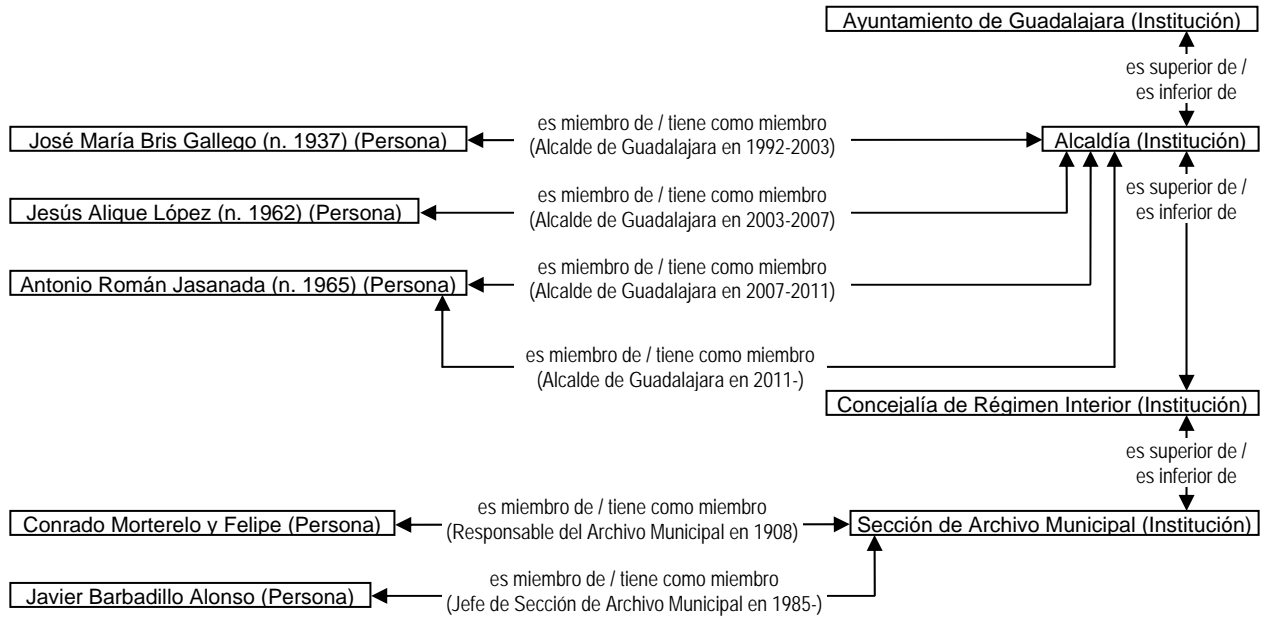 Ayuntamiento de Guadalajara (Institución)
es superior de /
es inferior de
José María Bris Gallego (n. 1937) (Persona)
es miembro de / tiene como miembro
(Alcalde de Guadalajara en 1992-2003)
Alcaldía (Institución)
es superior de /
es inferior de
Jesús Alique López (n. 1962) (Persona)
es miembro de / tiene como miembro
(Alcalde de Guadalajara en 2003-2007)
Antonio Román Jasanada (n. 1965) (Persona)
es miembro de / tiene como miembro
(Alcalde de Guadalajara en 2007-2011)
es miembro de / tiene como miembro
(Alcalde de Guadalajara en 2011-)
Concejalía de Régimen Interior (Institución)
es superior de /
es inferior de
Conrado Morterelo y Felipe (Persona)
es miembro de / tiene como miembro
(Responsable del Archivo Municipal en 1908)
Sección de Archivo Municipal (Institución)
Javier Barbadillo Alonso (Persona)
es miembro de / tiene como miembro
(Jefe de Sección de Archivo Municipal en 1985-)